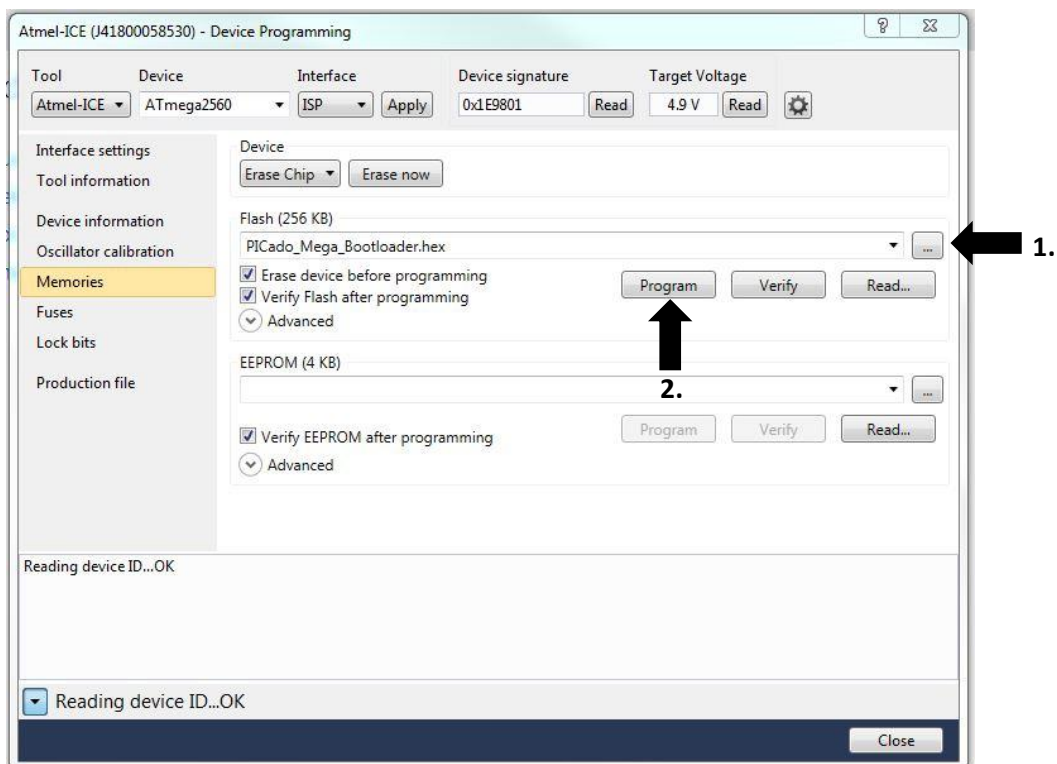 Atmel-ICE (J41800058530) - Device Programming
Tool Device Interface Device signature Target Voltage
Atmel-ICE ATmega2560 ISP Apply 0x1E9801 Read 4.9 V Read
Interface settings
Tool information
Device information
Oscillator calibration
Memories
Fuses
Lock bits
Production file
Device
Erase Chip Erase now
Flash (256 KB)
PICado_Mega_Bootloader.hex ...
1.
Erase device before programming
Verify Flash after programming
Program Verify Read...
Advanced
2.
EEPROM (4 KB)
...
Verify EEPROM after programming
Program Verify Read...
Advanced
Reading device ID...OK
Reading device ID...OK
Close